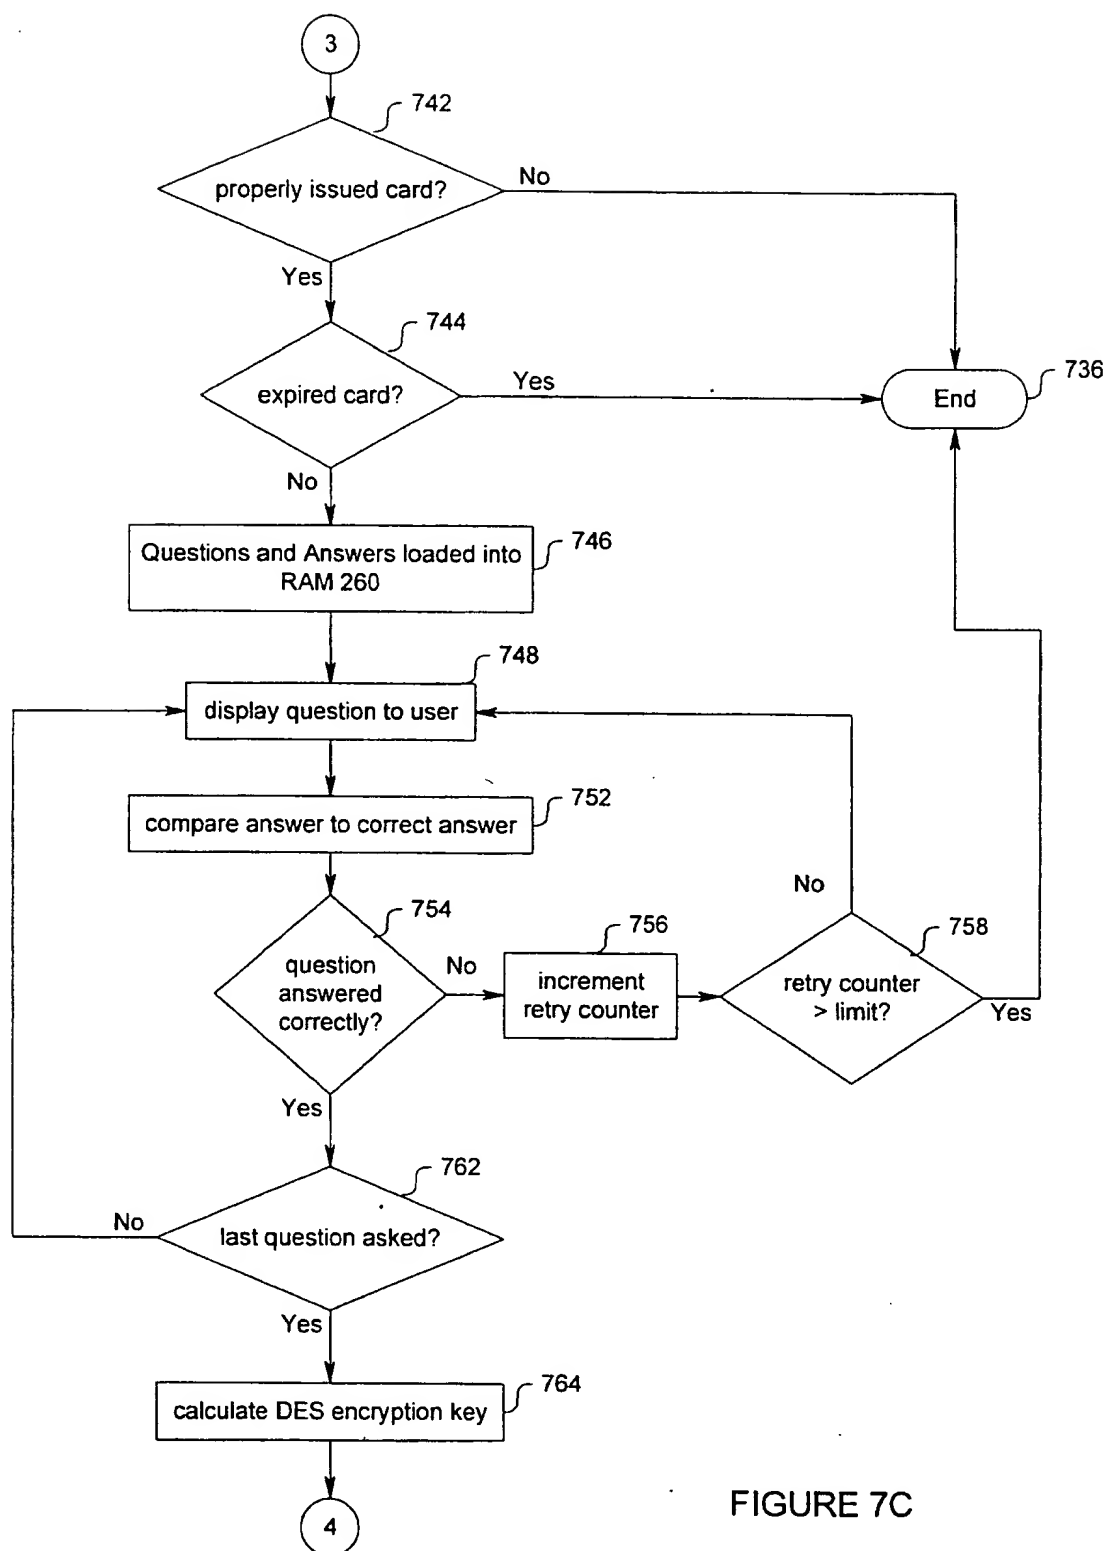 3
742
properly issued card?
No
Yes
744
expired card?
Yes
736
End
No
746
Questions and Answers loaded into
RAM 260
748
display question to user
752
compare answer to correct answer
No
754
756
758
question
answered
correctly?
No
increment
retry counter
retry counter
> limit?
Yes
Yes
762
last question asked?
No
Yes
764
calculate DES encryption key
4
FIGURE 7C